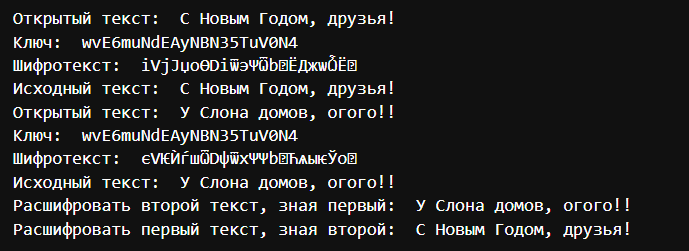 Открытый текст:  С Новым Годом, друзья!
Ключ:  wvE6muNdEAyNBN35TuV0N4
Исходный текст:  С Новым Годом, друзья!
Открытый текст:  У Слона домов, огого!!
Ключ:  wvE6muNdEAyNBN35TuV0N4
Исходный текст:  У Слона домов, огого!!
Расшифровать второй текст, зная первый:  У Слона домов, огого!!
Расшифровать первый текст, зная второй:  С Новым Годом, друзья!